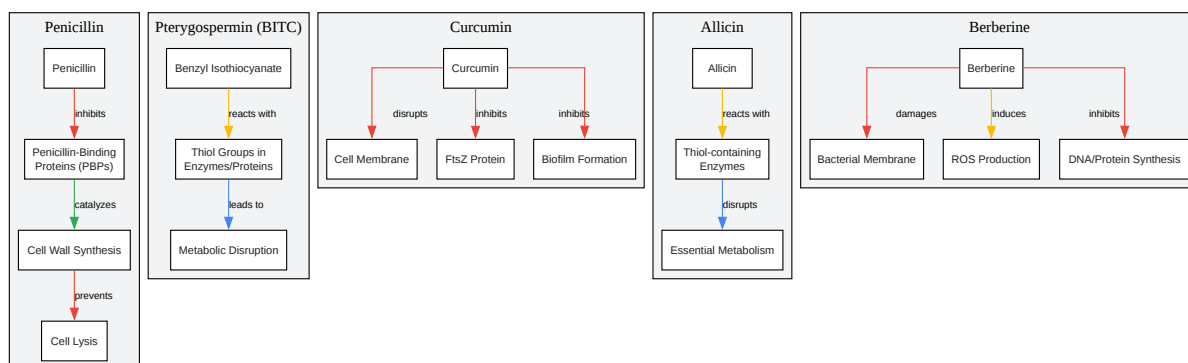 Penicillin
Penicillin
inhibits
Penicillin-Binding
Proteins (PBPs)
catalyzes
Cell Wall Synthesis
prevents
Cell Lysis
Pterygospermin (BITC)
Benzyl Isothiocyanate
reacts with
Thiol Groups in
Enzymes/Proteins
leads to
Metabolic Disruption
Curcumin
Curcumin
disrupts
inhibits
inhibits
Cell Membrane
FtsZ Protein
Biofilm Formation
Allicin
Allicin
reacts with
Thiol-containing
Enzymes
disrupts
Essential Metabolism
Berberine
Berberine
damages
induces
inhibits
Bacterial Membrane
ROS Production
DNA/Protein Synthesis